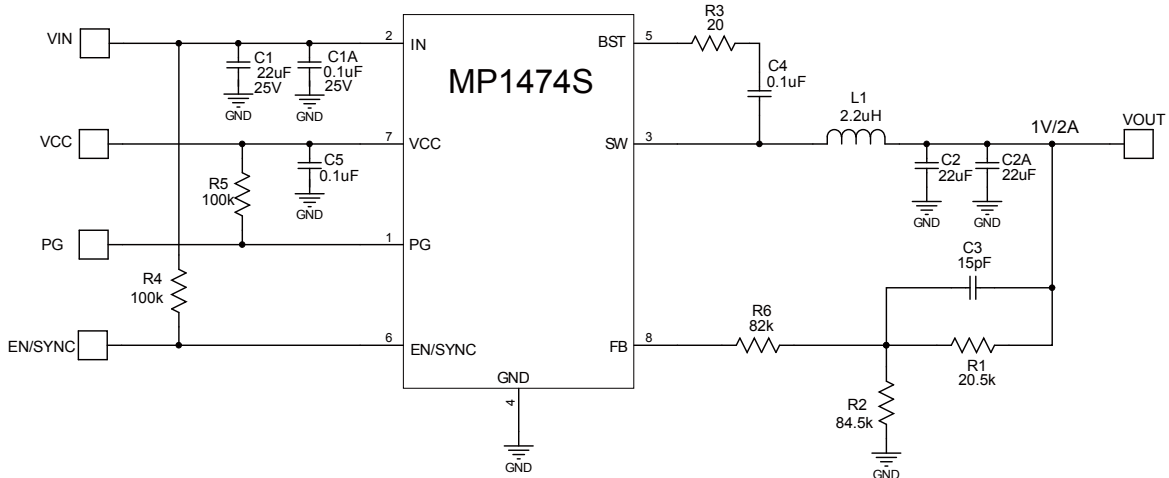 VIN
2
IN
C1
22uF
25V
GND
C1A
0.1uF
25V
GND
MP1474S
BST
5
R3
20
C4
0.1uF
VCC
7
VCC
C5
0.1uF
GND
SW
3
L1
2.2uH
1V/2A
VOUT
C2
22uF
GND
C2A
22uF
GND
R5
100k
PG
1
PG
R4
100k
C3
15pF
EN/SYNC
6
EN/SYNC
FB
8
R6
82k
R1
20.5k
GND
4
GND
R2
84.5k
GND